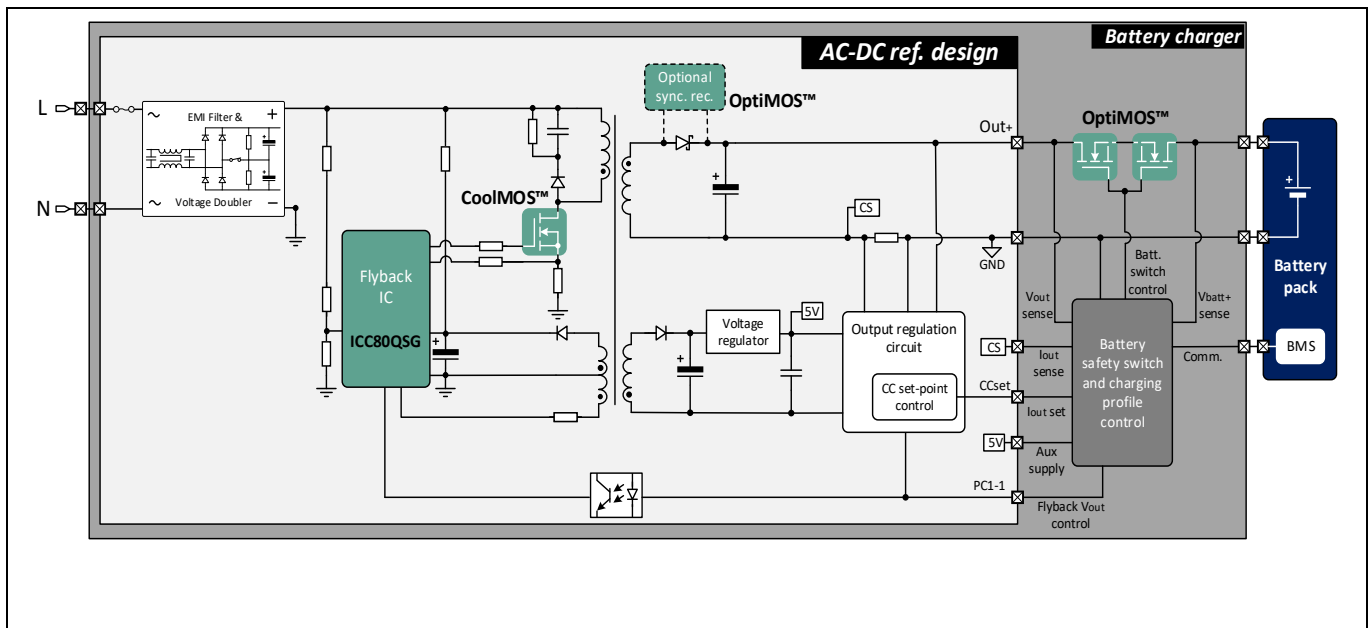 AC-DC ref. design
Battery charger
L
N
EMI Filter &
+
~
~
−
Voltage Doubler
+
+
Optional
sync. rec.
OptiMOS™
Out+
OptiMOS™
CoolMOS™
+
CS
GND
Flyback
IC
ICC80QSG
+
+
Voltage
regulator
5V
Output regulation
circuit
CC set-point
control
CCset
PC1-1
Vout
sense
Batt.
switch
control
Vbatt+
sense
CS
Iout
sense
Iout set
5V
Aux
supply
Flyback Vout
control
Battery
safety switch
and charging
profile
control
Comm.
+
Battery
pack
BMS